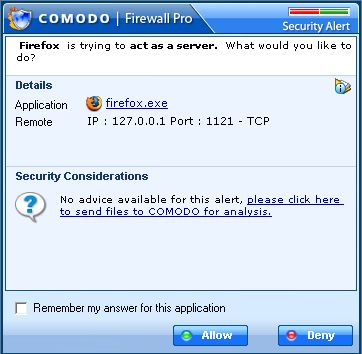 COMODO Firewall Pro
Security Alert
Firefox is trying to act as a server. What would you like to
do?
Details
Application firefox.exe
Remote IP : 127.0.0.1 Port : 1121 - TCP
Security Considerations
No advice available for this alert, please click here
to send files to COMODO for analysis.
Remember my answer for this application
Allow Deny